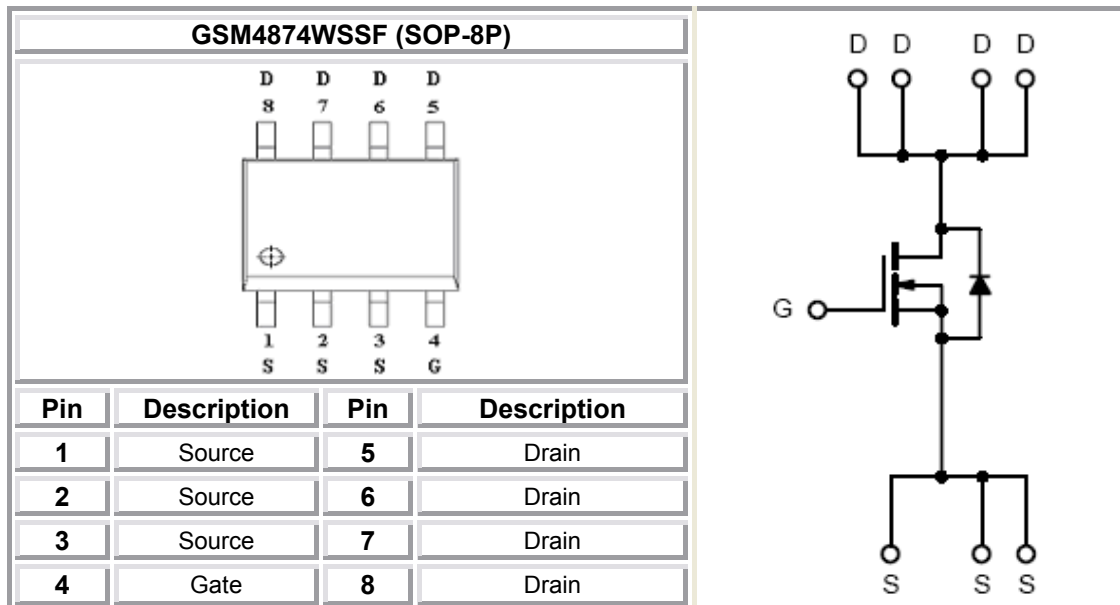 GSM4874WSSF (SOP-8P)
D D D D
8 7 6 5
1 2 3 4
S S S G
Pin Description Pin Description
1 Source 5 Drain
2 Source 6 Drain
3 Source 7 Drain
4 Gate 8 Drain
D D D D
G
S S S